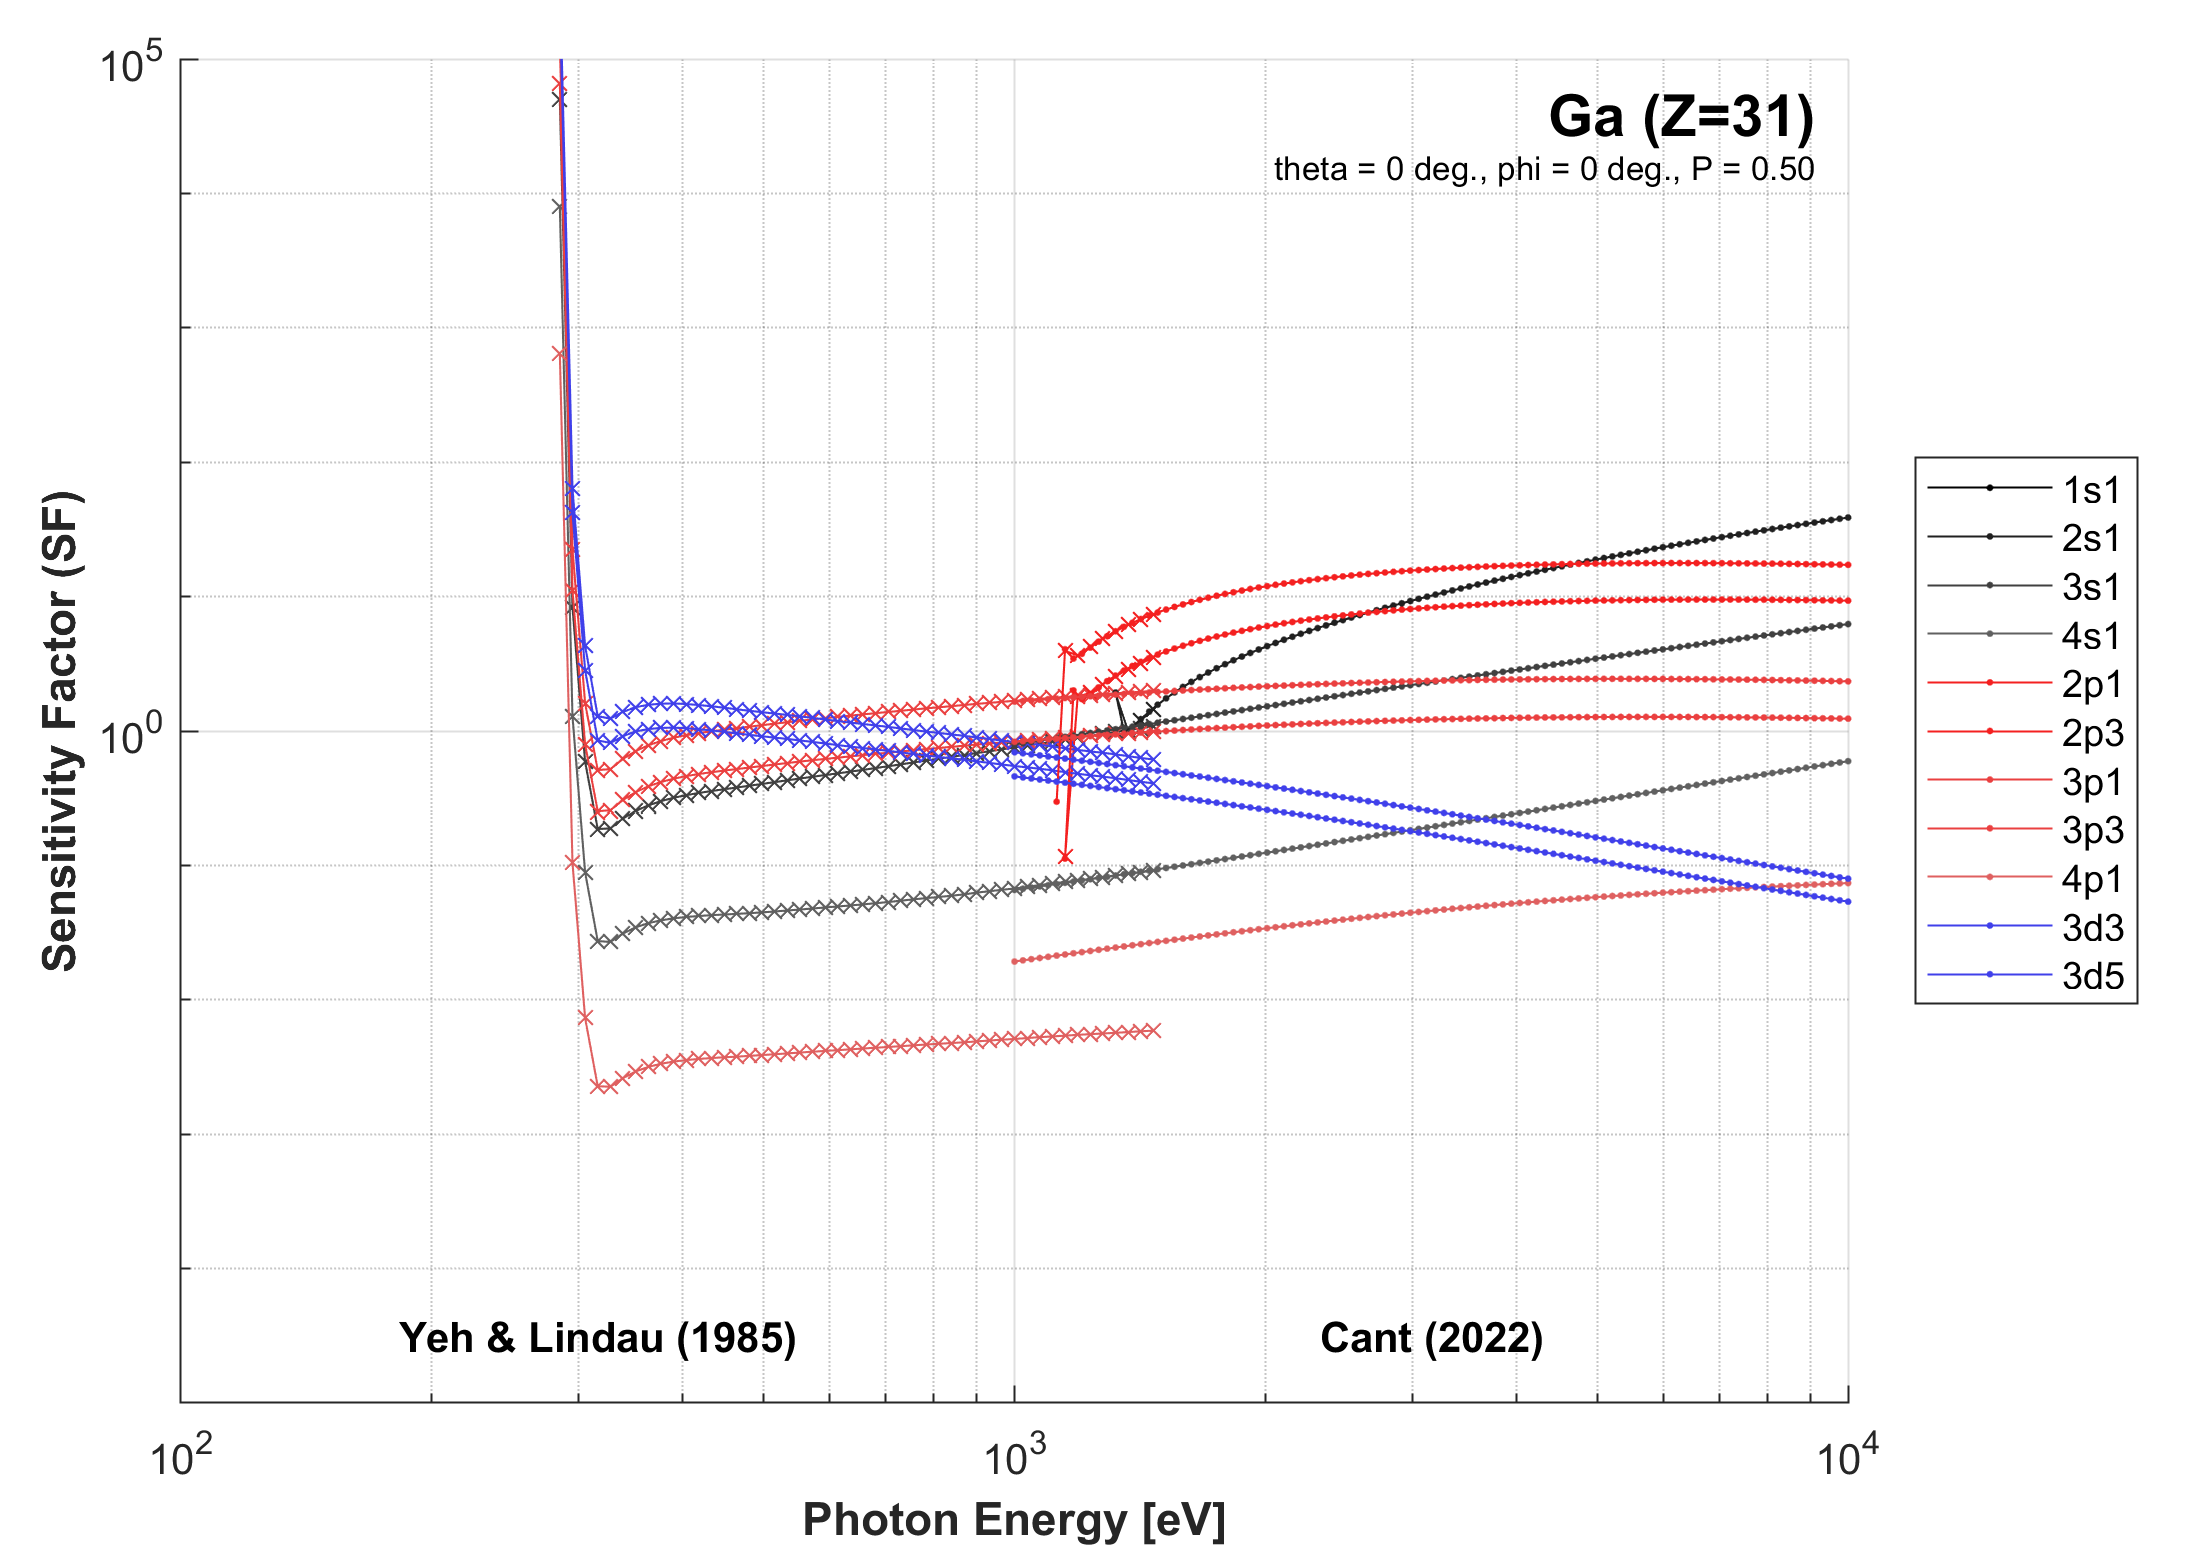 10^5
Ga (Z=31)
theta = 0 deg., phi = 0 deg., P = 0.50
Sensitivity Factor (SF)
10^0
1s1
2s1
3s1
4s1
2p1
2p3
3p1
3p3
4p1
3d3
3d5
Yeh & Lindau (1985)
Cant (2022)
10^2
10^3
10^4
Photon Energy [eV]